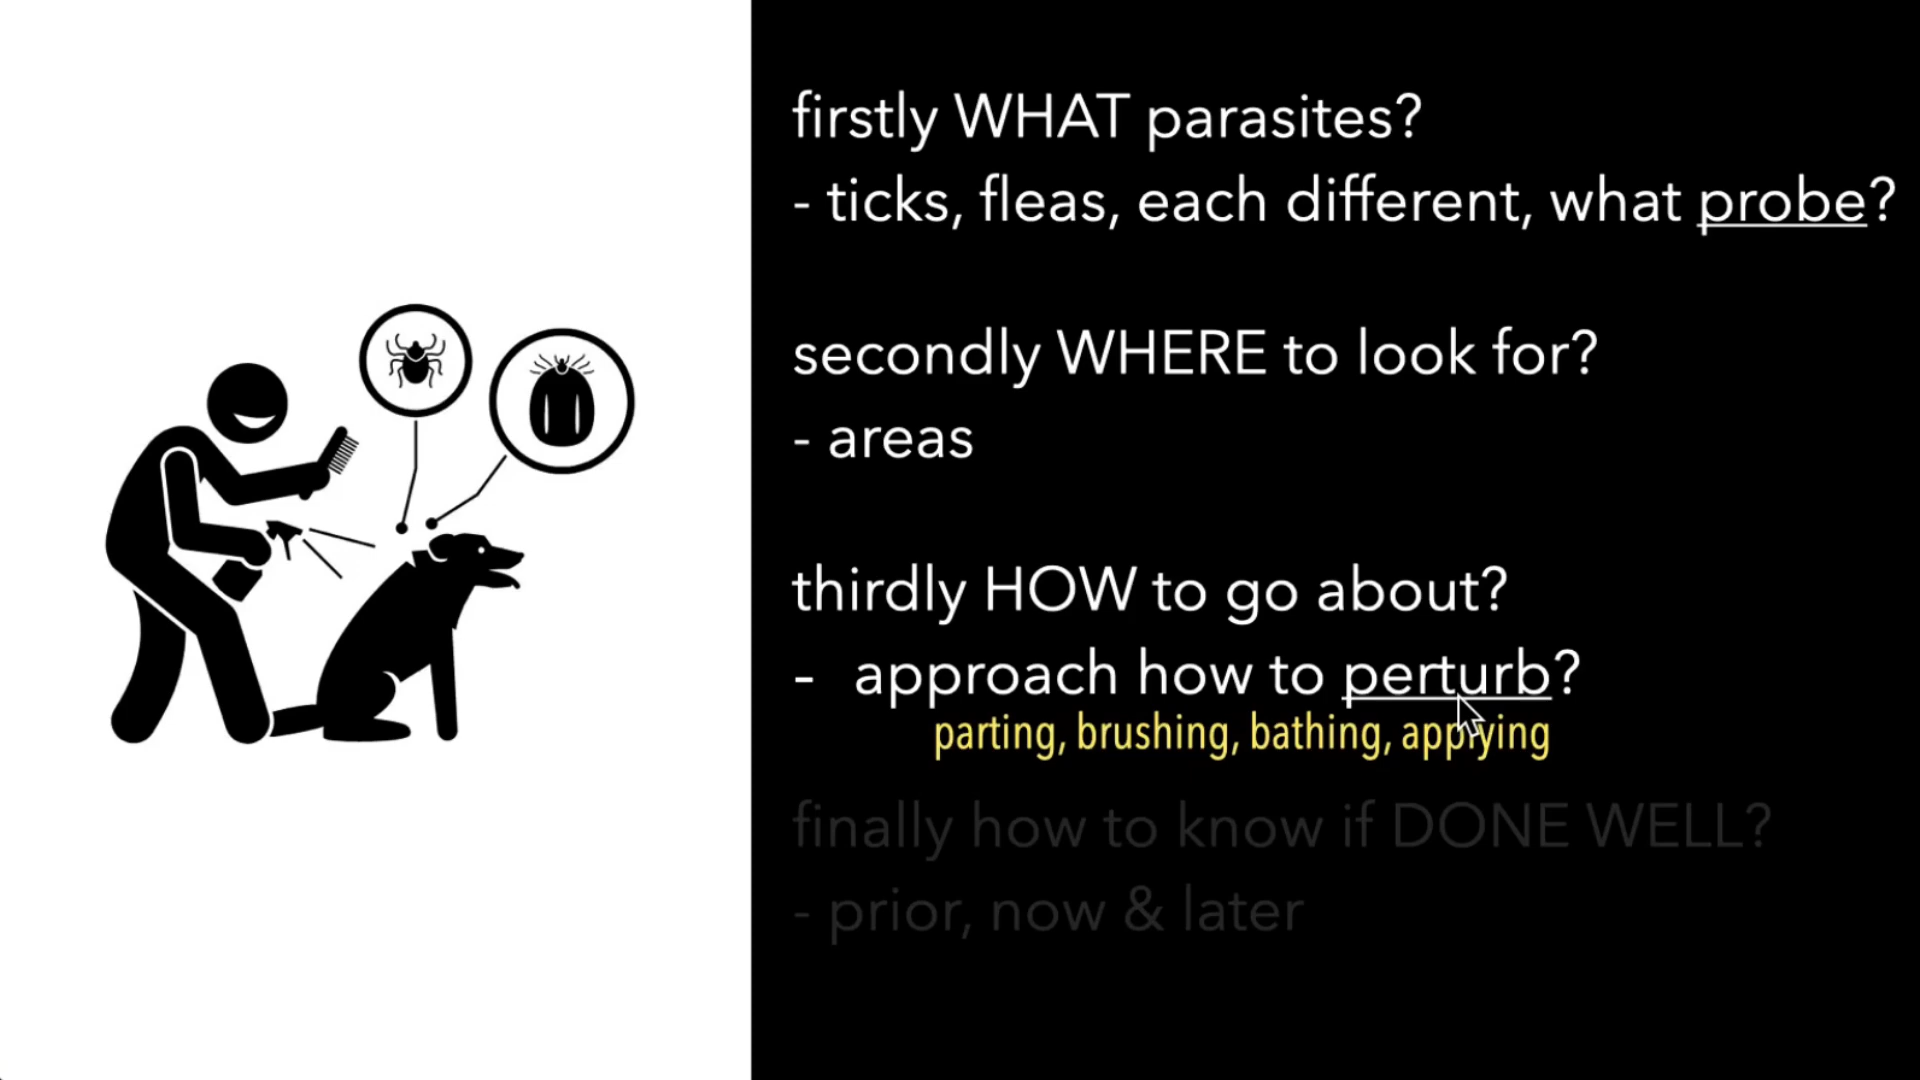 firstly WHAT parasites?
- ticks, fleas, each different, what probe?
secondly WHERE to look for?
- areas
thirdly HOW to go about?
- approach how to perturb?
parting, brushing, bathing, applying
finally how to know if DONE WELL?
- prior, now & later